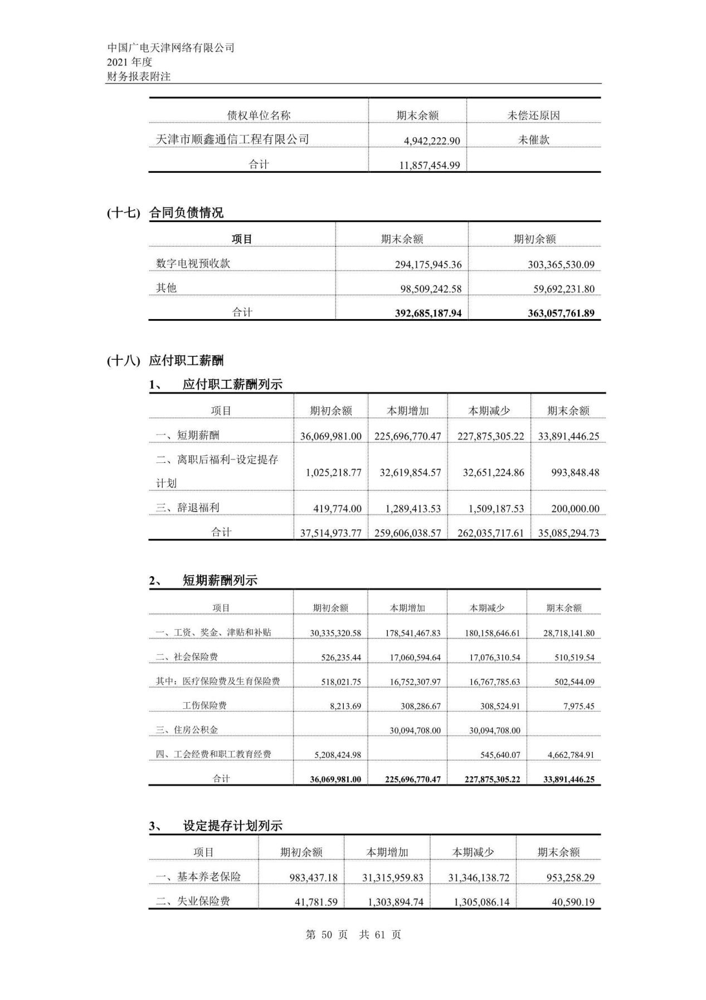 中国广电天津网络有限公司
2021 年度
财务报表附注
债权单位名称 期末余额 未偿还原因
天津市顺鑫通信工程有限公司 4,942,222.90 未催款
合计 11,857,454.99
(十七) 合同负债情况
项目 期末余额 期初余额
数字电视预收款 294,175,945.36 303,365,530.09
其他 98,509,242.58 59,692,231.80
合计 392,685,187.94 363,057,761.89
(十八) 应付职工薪酬
1、 应付职工薪酬列示
项目 期初余额 本期增加 本期减少 期末余额
一、短期薪酬 36,069,981.00 225,696,770.47 227,875,305.22 33,891,446.25
二、离职后福利-设定提存
计划 1,025,218.77 32,619,854.57 32,651,224.86 993,848.48
三、辞退福利 419,774.00 1,289,413.53 1,509,187.53 200,000.00
合计 37,514,973.77 259,606,038.57 262,035,717.61 35,085,294.73
2、 短期薪酬列示
项目 期初余额 本期增加 本期减少 期末余额
一、工资、奖金、津贴和补贴 30,335,320.58 178,541,467.83 180,158,646.61 28,718,141.80
二、社会保险费 526,235.44 17,060,594.64 17,076,310.54 510,519.54
其中：医疗保险费及生育保险费 518,021.75 16,752,307.97 16,767,785.63 502,544.09
工伤保险费 8,213.69 308,286.67 308,524.91 7,975.45
三、住房公积金 30,094,708.00 30,094,708.00
四、工会经费和职工教育经费 5,208,424.98 545,640.07 4,662,784.91
合计 36,069,981.00 225,696,770.47 227,875,305.22 33,891,446.25
3、 设定提存计划列示
项目 期初余额 本期增加 本期减少 期末余额
一、基本养老保险 983,437.18 31,315,959.83 31,346,138.72 953,258.29
二、失业保险费 41,781.59 1,303,894.74 1,305,086.14 40,590.19
第 50 页 共 61 页